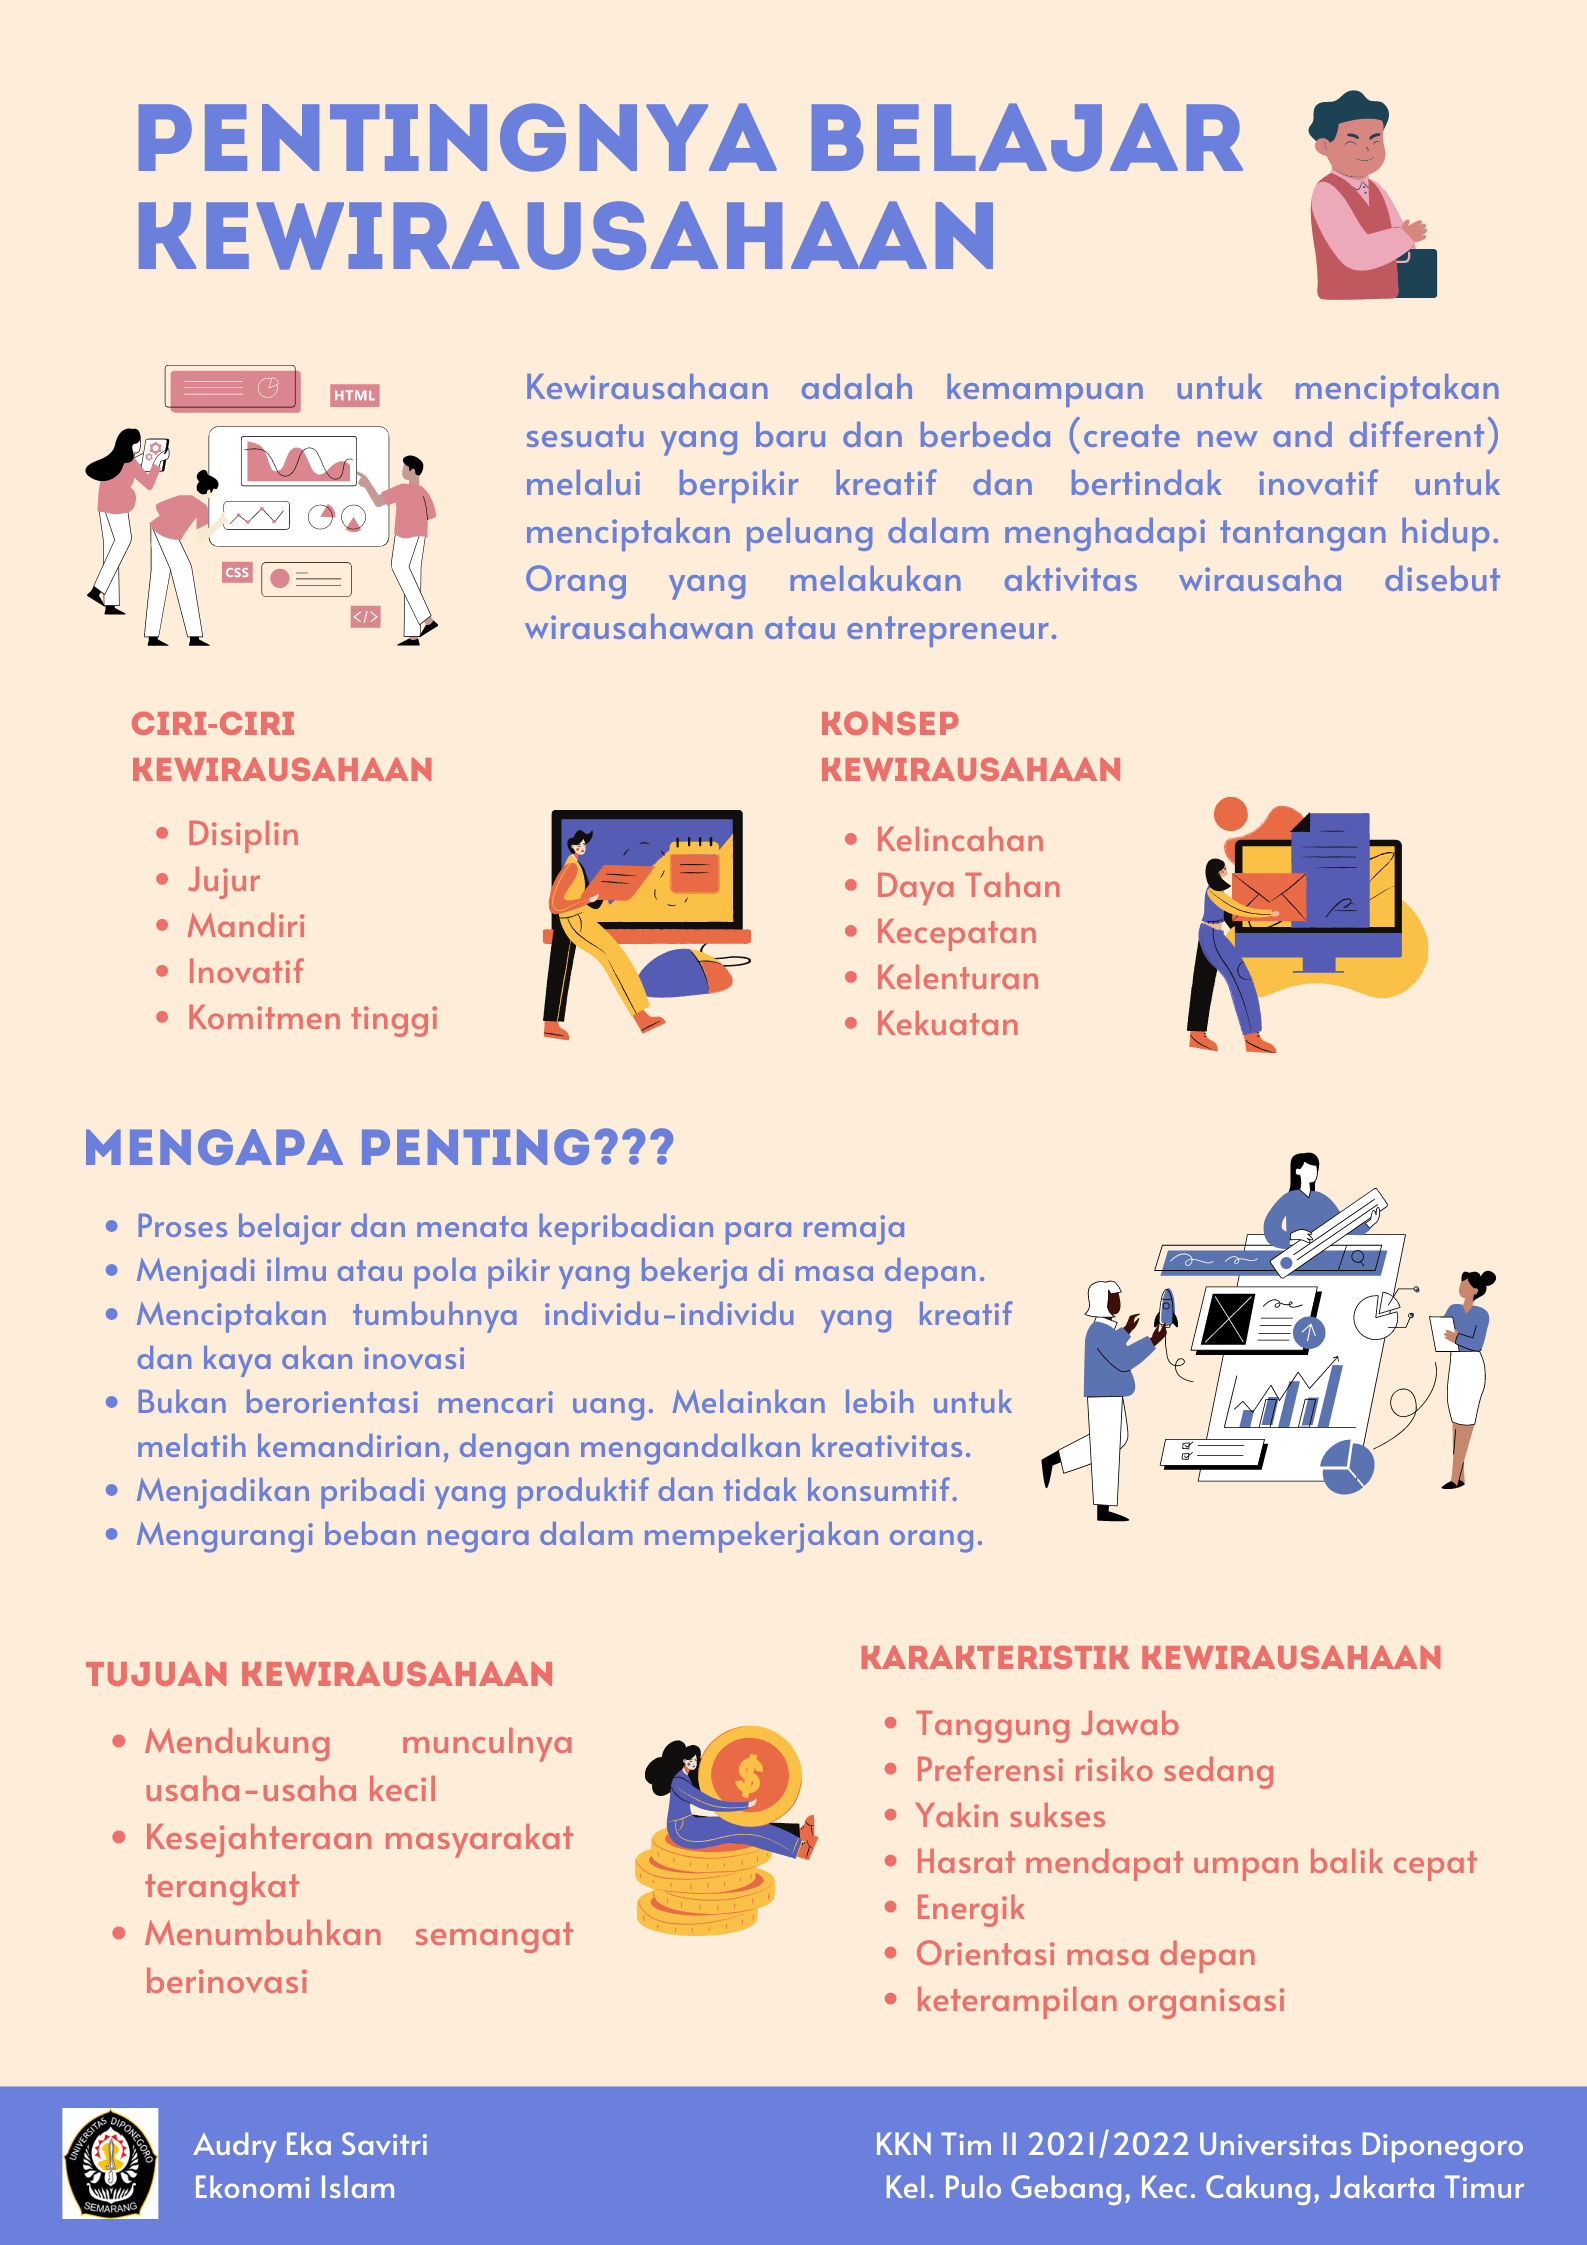 PENTINGNYA BELAJAR
KEWIRAUSAHAAN
HTML
CSS
</>
Kewirausahaan adalah kemampuan untuk menciptakan
sesuatu yang baru dan berbeda (create new and different)
melalui berpikir kreatif dan bertindak inovatif untuk
menciptakan peluang dalam menghadapi tantangan hidup.
Orang yang melakukan aktivitas wirausaha disebut
wirausahawan atau entrepreneur.
CIRI-CIRI
KEWIRAUSAHAAN
• Disiplin
• Jujur
• Mandiri
• Inovatif
• Komitmen tinggi
KONSEP
KEWIRAUSAHAAN
• Kelincahan
• Daya Tahan
• Kecepatan
• Kelenturan
• Kekuatan
MENGAPA PENTING???
• Proses belajar dan menata kepribadian para remaja
• Menjadi ilmu atau pola pikir yang bekerja di masa depan.
• Menciptakan tumbuhnya individu-individu yang kreatif
dan kaya akan inovasi
• Bukan berorientasi mencari uang. Melainkan lebih untuk
melatih kemandirian, dengan mengandalkan kreativitas.
• Menjadikan pribadi yang produktif dan tidak konsumtif.
• Mengurangi beban negara dalam mempekerjakan orang.
TUJUAN KEWIRAUSAHAAN
• Mendukung munculnya
usaha-usaha kecil
• Kesejahteraan masyarakat
terangkat
• Menumbuhkan semangat
berinovasi
$
KARAKTERISTIK KEWIRAUSAHAAN
• Tanggung Jawab
• Preferensi risiko sedang
• Yakin sukses
• Hasrat mendapat umpan balik cepat
• Energik
• Orientasi masa depan
• keterampilan organisasi
UNIVERSITAS DIPONEGORO
SEMARANG
Audry Eka Savitri
Ekonomi Islam
KKN Tim II 2021/2022 Universitas Diponegoro
Kel. Pulo Gebang, Kec. Cakung, Jakarta Timur